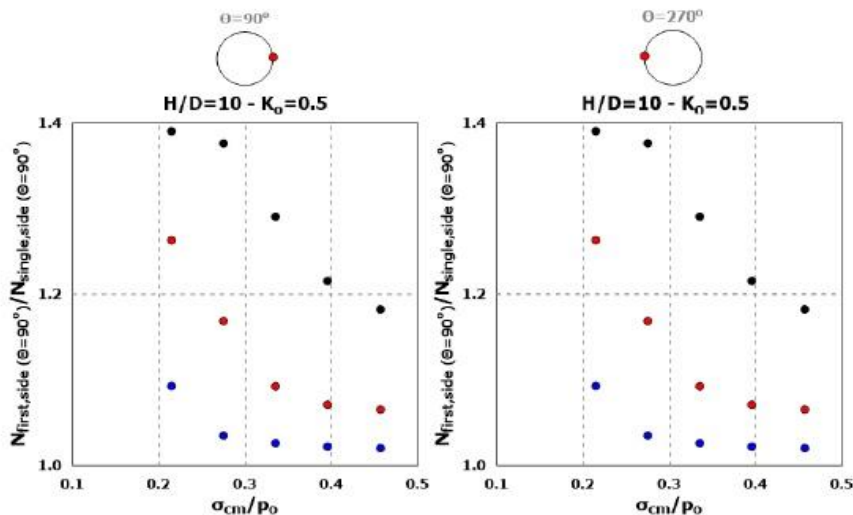 Θ=90°
H/D=10 - Ko=0.5
Nfirst,side (Θ=90°)/Nsingle,side (Θ=90°)
1.4
1.2
1.0
0.1 0.2 0.3 0.4 0.5
σcm/po
Θ=270°
H/D=10 - K0=0.5
Nfirst,side (Θ=90°)/Nsingle,side (Θ=90°)
1.4
1.2
1.0
0.1 0.2 0.3 0.4 0.5
σcm/po